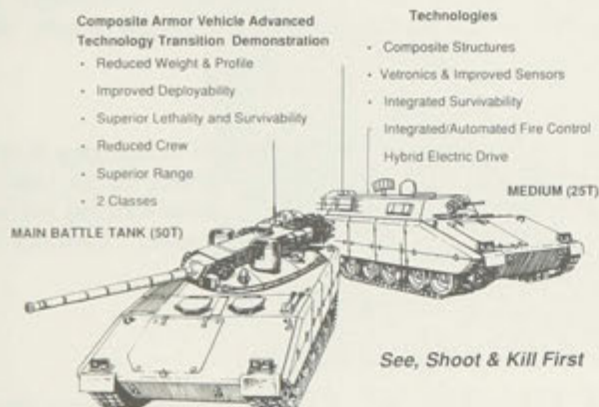 Composite Armor Vehicle Advanced
Technology Transition Demonstration
• Reduced Weight & Profile
• Improved Deployability
• Superior Lethality and Survivability
• Reduced Crew
• Superior Range
• 2 Classes
MAIN BATTLE TANK (50T)
Technologies
• Composite Structures
• Vetronics & Improved Sensors
• Integrated Survivability
Integrated/Automated Fire Control
Hybrid Electric Drive
MEDIUM (25T)
See, Shoot & Kill First